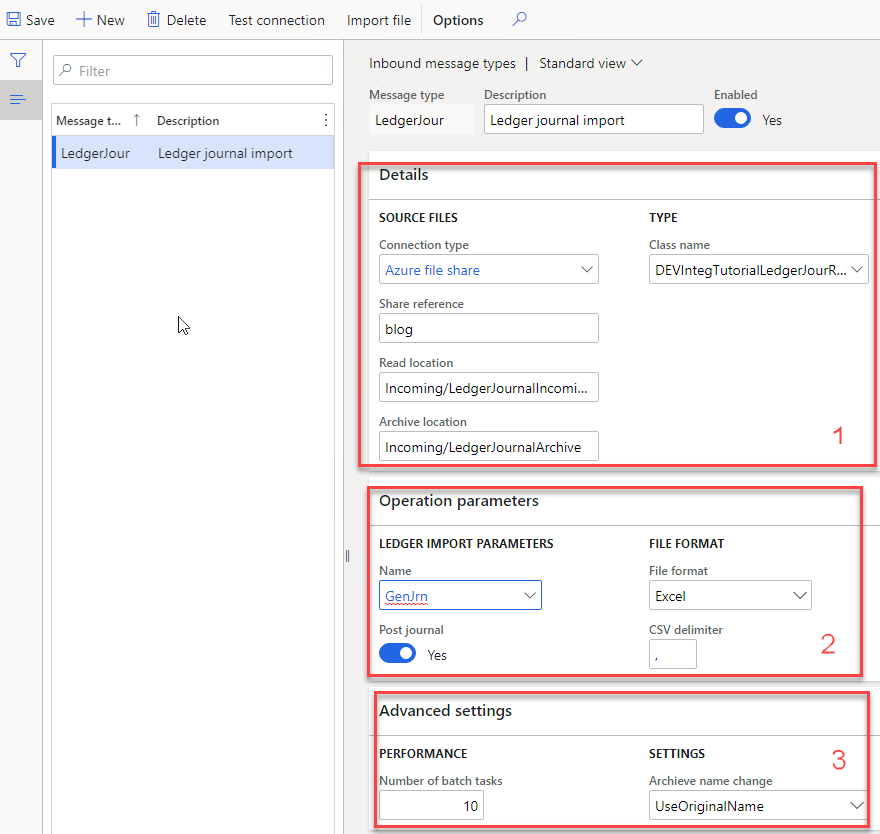 Save New Delete Test connection Import file Options
Filter
Message t... Description
LedgerJour Ledger journal import
Inbound message types | Standard view
Message type Description Enabled
LedgerJour Ledger journal import Yes
Details
SOURCE FILES TYPE
Connection type Class name
Azure file share DEVIntegTutorialLedgerJourR...
Share reference
blog
Read location
Incoming/LedgerJournalIncomi...
Archive location
Incoming/LedgerJournalArchive
1
Operation parameters
LEDGER IMPORT PARAMETERS FILE FORMAT
Name File format
GenJrn Excel
Post journal CSV delimiter
Yes ,
2
Advanced settings
PERFORMANCE SETTINGS
3
Number of batch tasks Archieve name change
10 UseOriginalName